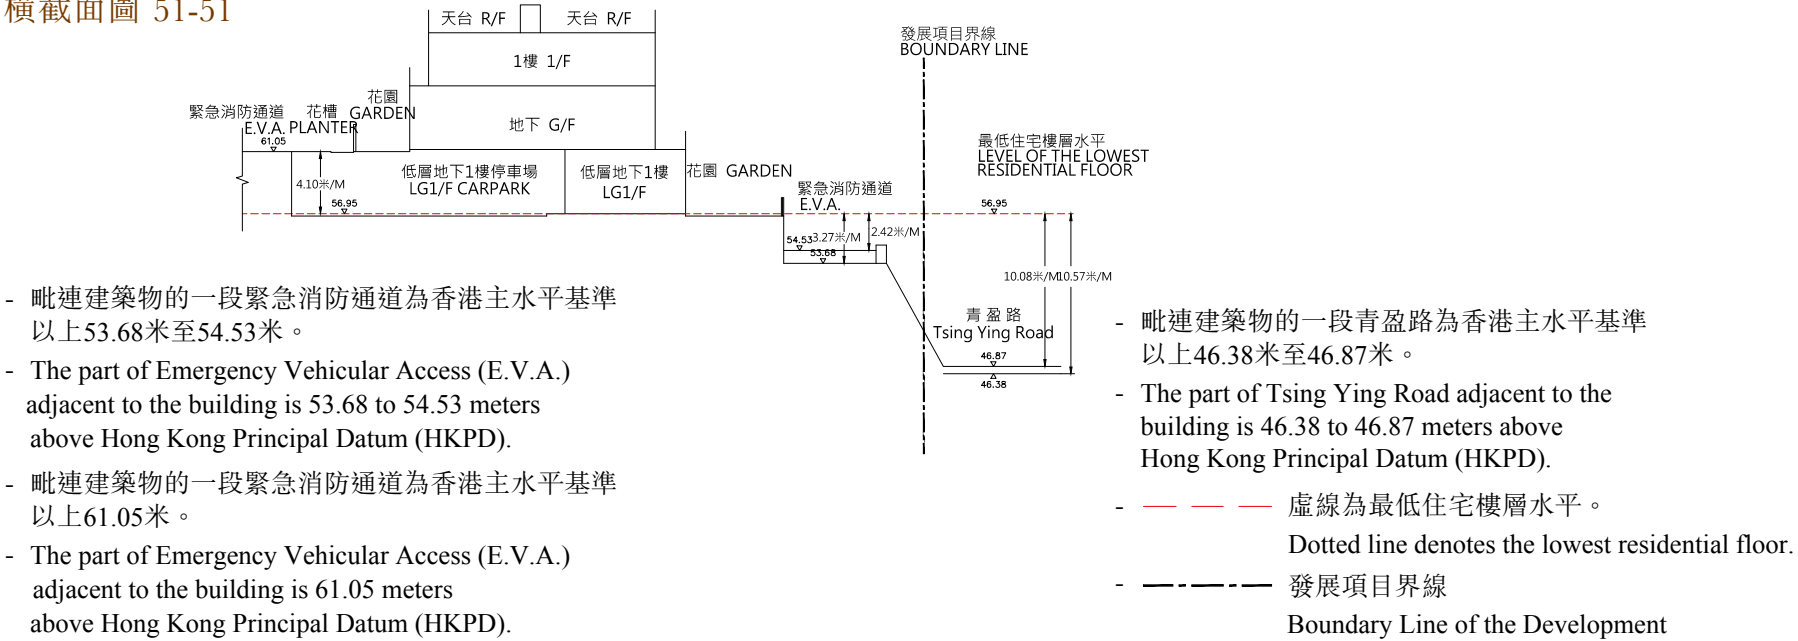 橫截面圖 51-51
天台 R/F
天台 R/F
1樓 1/F
地下 G/F
緊急消防通道
E.V.A.
61.05
花槽
PLANTER
花園
GARDEN
4.10米/M
56.95
低層地下1樓停車場
LG1/F CARPARK
低層地下1樓
LG1/F
花園 GARDEN
緊急消防通道
E.V.A.
54.53
53.68
3.27米/M
2.42米/M
發展項目界線
BOUNDARY LINE
最低住宅樓層水平
LEVEL OF THE LOWEST
RESIDENTIAL FLOOR
56.95
10.08米/M
10.57米/M
青盈路
Tsing Ying Road
46.87
46.38
- 毗連建築物的一段緊急消防通道為香港主水平基準
以上53.68米至54.53米。
- The part of Emergency Vehicular Access (E.V.A.)
adjacent to the building is 53.68 to 54.53 meters
above Hong Kong Principal Datum (HKPD).
- 毗連建築物的一段緊急消防通道為香港主水平基準
以上61.05米。
- The part of Emergency Vehicular Access (E.V.A.)
adjacent to the building is 61.05 meters
above Hong Kong Principal Datum (HKPD).
- 毗連建築物的一段青盈路為香港主水平基準
以上46.38米至46.87米。
- The part of Tsing Ying Road adjacent to the
building is 46.38 to 46.87 meters above
Hong Kong Principal Datum (HKPD).
- 虛線為最低住宅樓層水平。
Dotted line denotes the lowest residential floor.
- 發展項目界線
Boundary Line of the Development